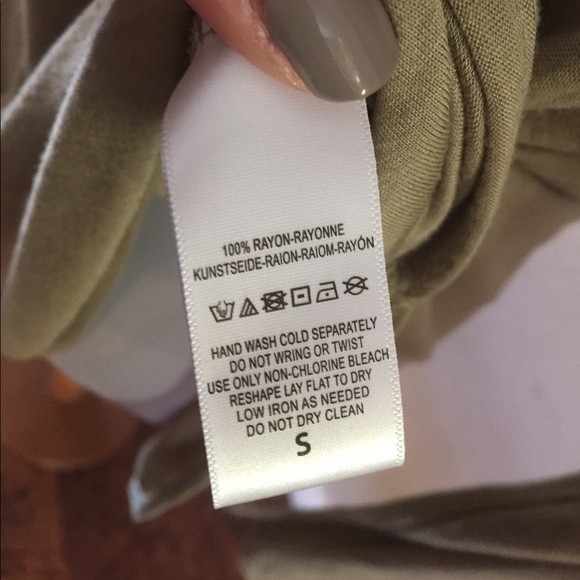 100% RAYON-RAYONNE
KUNSTSEIDE-RAION-RAIOM-RAYÓN
HAND WASH COLD SEPARATELY
DO NOT WRING OR TWIST
USE ONLY NON-CHLORINE BLEACH
RESHAPE LAY FLAT TO DRY
LOW IRON AS NEEDED
DO NOT DRY CLEAN
S